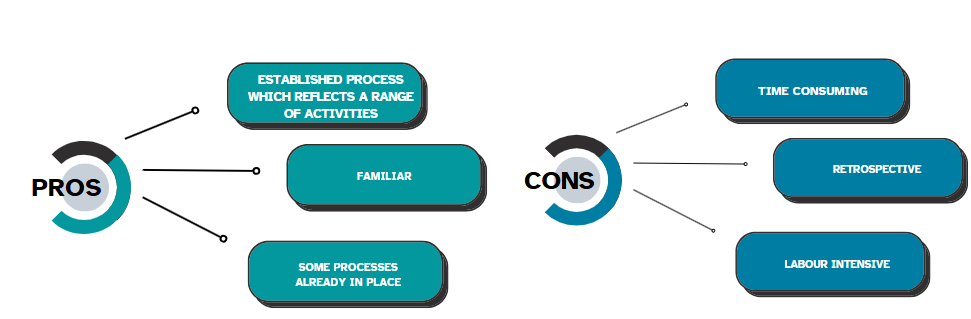 PROS
ESTABLISHED PROCESS
WHICH REFLECTS A RANGE
OF ACTIVITIES
FAMILIAR
SOME PROCESSES
ALREADY IN PLACE
CONS
TIME CONSUMING
RETROSPECTIVE
LABOUR INTENSIVE